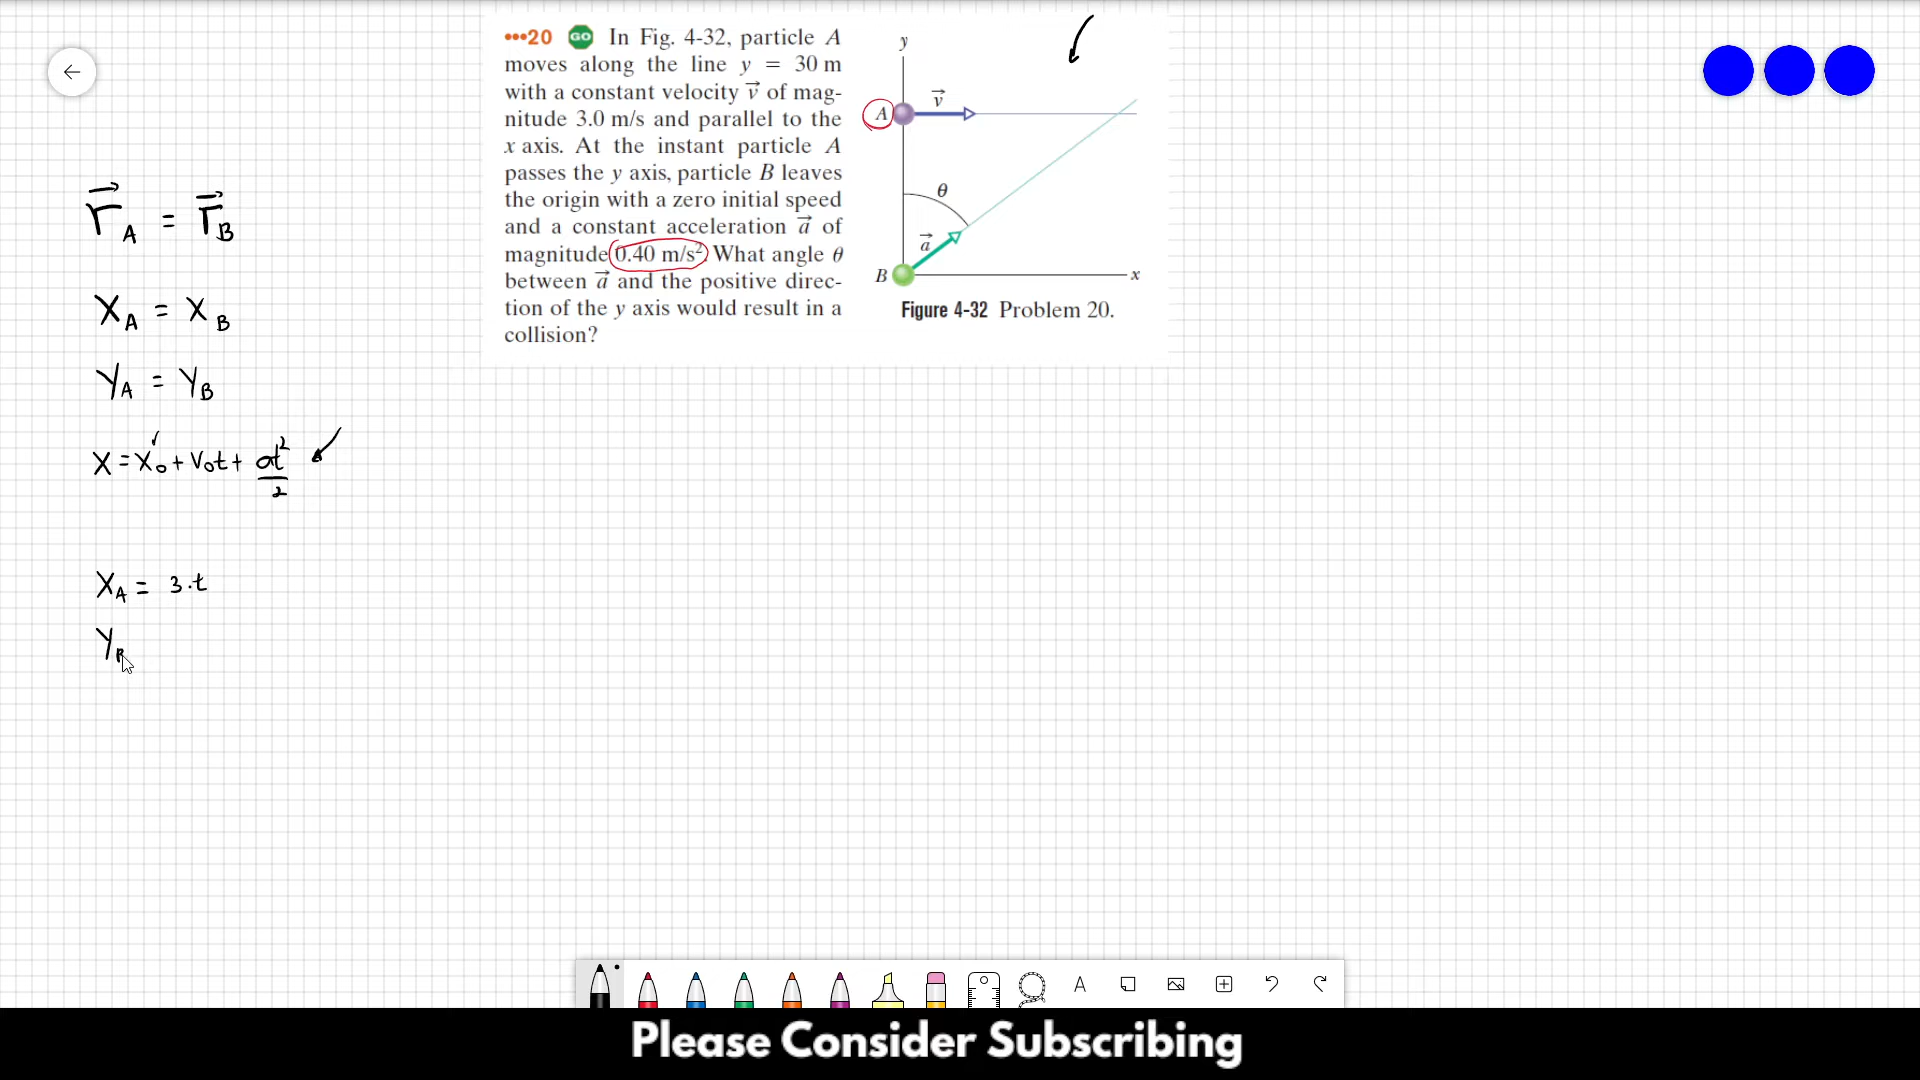 •••20 GO In Fig. 4-32, particle A
moves along the line y = 30 m
with a constant velocity v⃗ of mag-
nitude 3.0 m/s and parallel to the
x axis. At the instant particle A
passes the y axis, particle B leaves
the origin with a zero initial speed
and a constant acceleration a⃗ of
magnitude 0.40 m/s². What angle θ
between a⃗ and the positive direc-
tion of the y axis would result in a
collision?
y
A
v⃗
θ
a⃗
B
x
Figure 4-32 Problem 20.
r⃗_A = r⃗_B
X_A = X_B
Y_A = Y_B
X = X_0 + V_0t + at²/2
X_A = 3.t
Y
A
Please Consider Subscribing